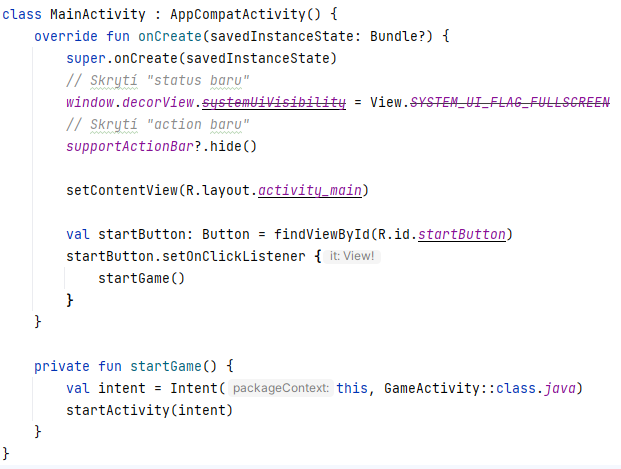 class MainActivity : AppCompatActivity() {
    override fun onCreate(savedInstanceState: Bundle?) {
        super.onCreate(savedInstanceState)
        // Skrytí "status baru"
        window.decorView.systemUiVisibility = View.SYSTEM_UI_FLAG_FULLSCREEN
        // Skrytí "action baru"
        supportActionBar?.hide()

        setContentView(R.layout.activity_main)

        val startButton: Button = findViewById(R.id.startButton)
        startButton.setOnClickListener { it: View!
            startGame()
        }
    }

    private fun startGame() {
        val intent = Intent( packageContext: this, GameActivity::class.java)
        startActivity(intent)
    }
}